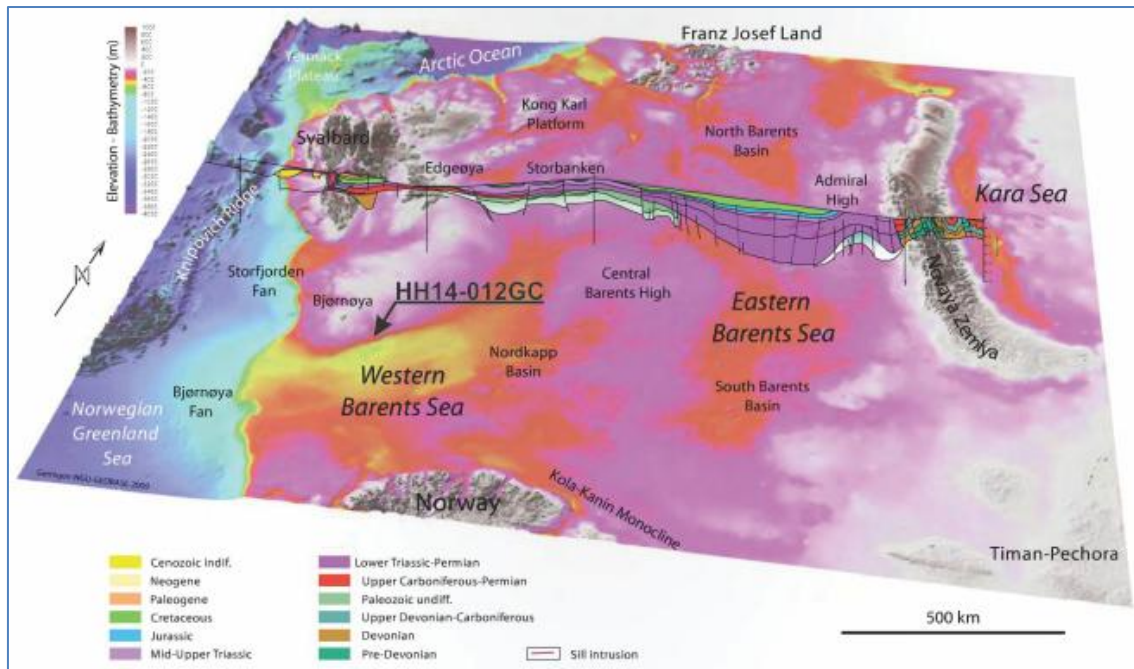 Elevation - Bathymetry (m)
Yermack
Plateau
Arctic Ocean
Franz Josef Land
Svalbard
Kong Karl
Platform
North Barents
Basin
Edgeøya
Storbanken
Admiral
High
Kara Sea
Knipovich Ridge
N
Storfjorden
Fan
Bjørnøya
HH14-012GC
Central
Barents High
Eastern
Barents Sea
Novaya Zemlya
Nordkapp
Basin
Western
Barents Sea
South Barents
Basin
Bjørnøya
Fan
Norwegian
Greenland
Sea
Norway
Kola-Kanin Monocline
Timan-Pechora
500 km
Cenozoic indif.
Neogene
Paleogene
Cretaceous
Jurassic
Mid-Upper Triassic
Lower Triassic-Permian
Upper Carboniferous-Permian
Paleozoic undiff.
Upper Devonian-Carboniferous
Devonian
Pre-Devonian
Sill intrusion